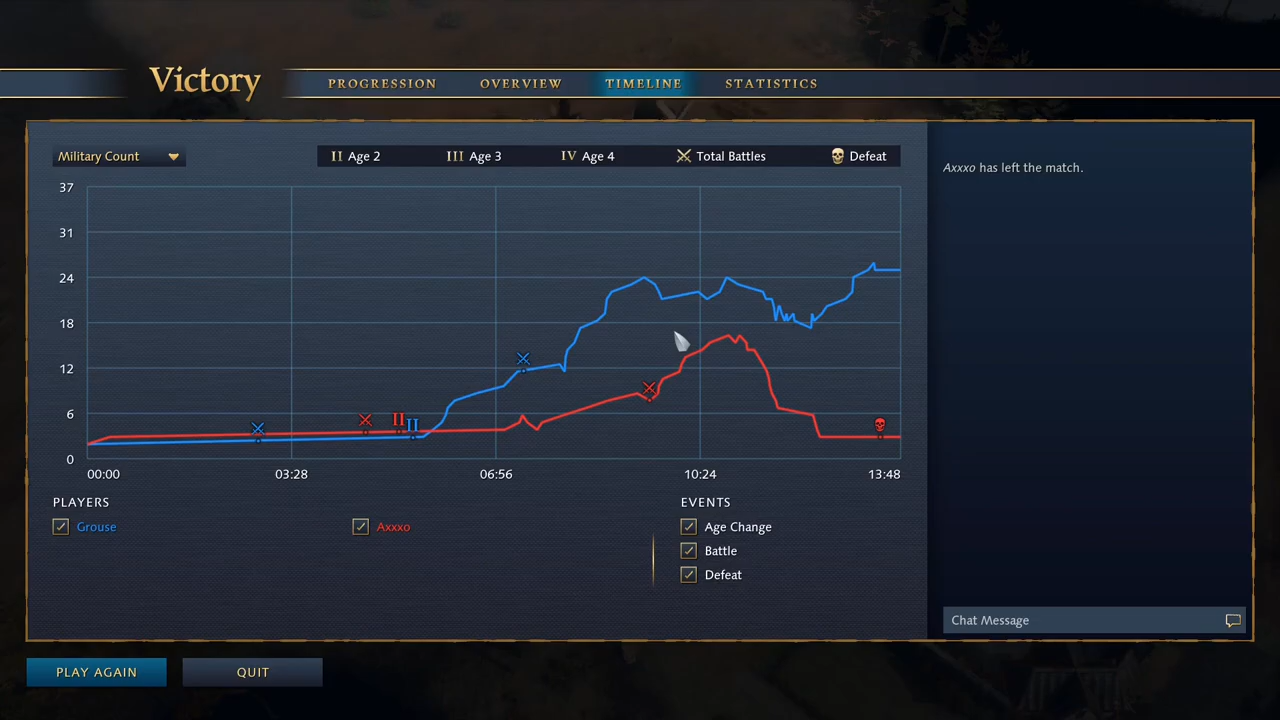 Victory
PROGRESSION OVERVIEW TIMELINE STATISTICS
Military Count
II Age 2 III Age 3 IV Age 4 Total Battles Defeat
Axxxo has left the match.
37
31
24
18
12
6
0
II II
00:00 03:28 06:56 10:24 13:48
PLAYERS EVENTS
Grouse Axxxo Age Change
Battle
Defeat
Chat Message
PLAY AGAIN QUIT